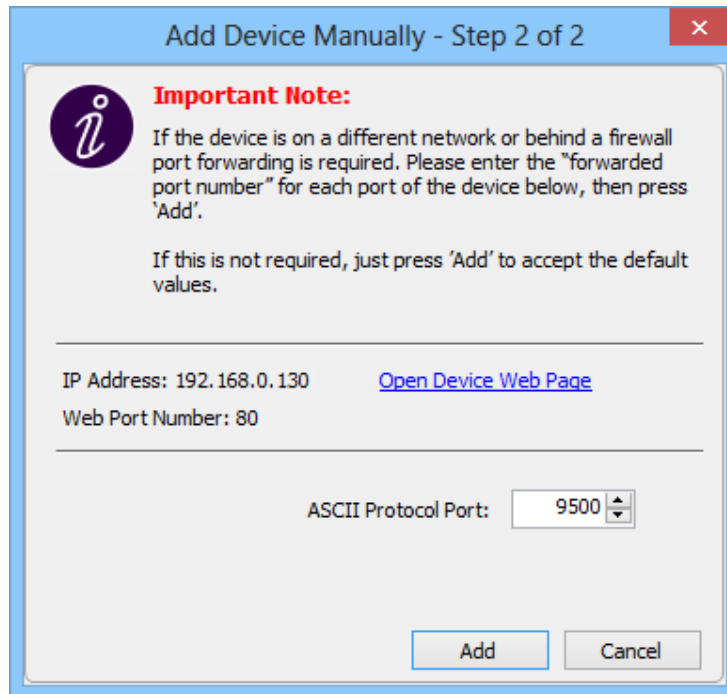 Add Device Manually - Step 2 of 2
Important Note:
If the device is on a different network or behind a firewall
port forwarding is required. Please enter the “forwarded
port number” for each port of the device below, then press
‘Add’.
If this is not required, just press ’Add’ to accept the default
values.
IP Address: 192.168.0.130 Open Device Web Page
Web Port Number: 80
ASCII Protocol Port: 9500
Add Cancel